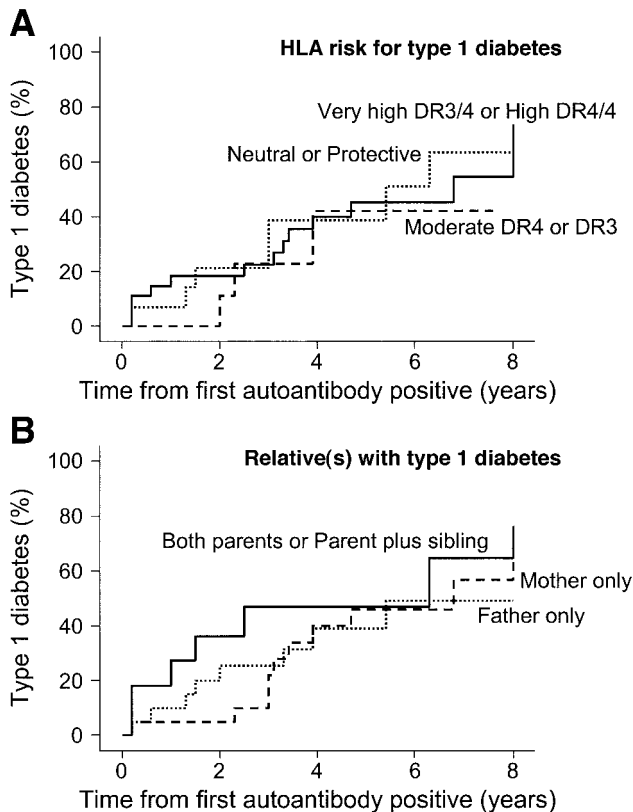 A
HLA risk for type 1 diabetes
Type 1 diabetes (%)
100
80
60
40
20
0
Very high DR3/4 or High DR4/4
Neutral or Protective
Moderate DR4 or DR3
0 2 4 6 8
Time from first autoantibody positive (years)
B
Relative(s) with type 1 diabetes
Type 1 diabetes (%)
100
80
60
40
20
0
Both parents or Parent plus sibling
Mother only
Father only
0 2 4 6 8
Time from first autoantibody positive (years)